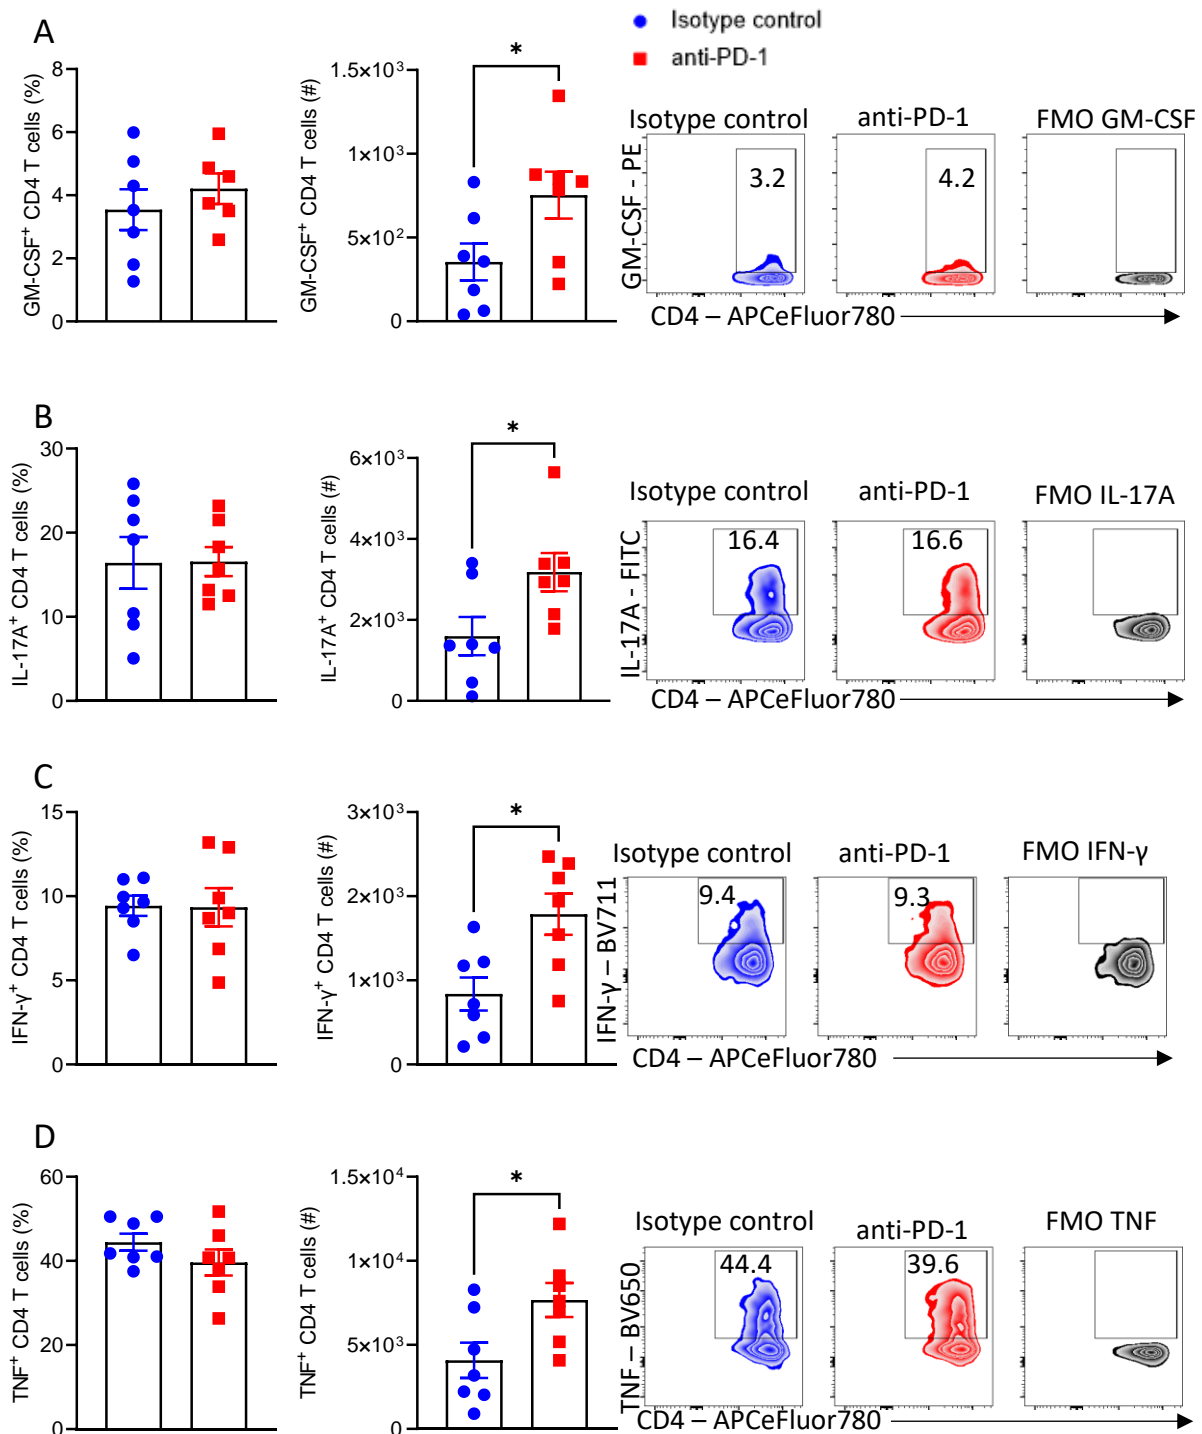 A
Isotype control
anti-PD-1
GM-CSF⁺ CD4 T cells (%)
8
6
4
2
0
GM-CSF⁺ CD4 T cells (#)
1.5×10³
1×10³
5×10²
0
*
Isotype control
anti-PD-1
FMO GM-CSF
GM-CSF - PE
3.2
4.2
CD4 – APCeFluor780
B
IL-17A⁺ CD4 T cells (%)
30
20
10
0
IL-17A⁺ CD4 T cells (#)
6×10³
4×10³
2×10³
0
*
Isotype control
anti-PD-1
FMO IL-17A
IL-17A - FITC
16.4
16.6
CD4 – APCeFluor780
C
IFN-γ⁺ CD4 T cells (%)
15
10
5
0
IFN-γ⁺ CD4 T cells (#)
3×10³
2×10³
1×10³
0
*
Isotype control
anti-PD-1
FMO IFN-γ
IFN-γ – BV711
9.4
9.3
CD4 – APCeFluor780
D
TNF⁺ CD4 T cells (%)
60
40
20
0
TNF⁺ CD4 T cells (#)
1.5×10⁴
1×10⁴
5×10³
0
*
Isotype control
anti-PD-1
FMO TNF
TNF – BV650
44.4
39.6
CD4 – APCeFluor780